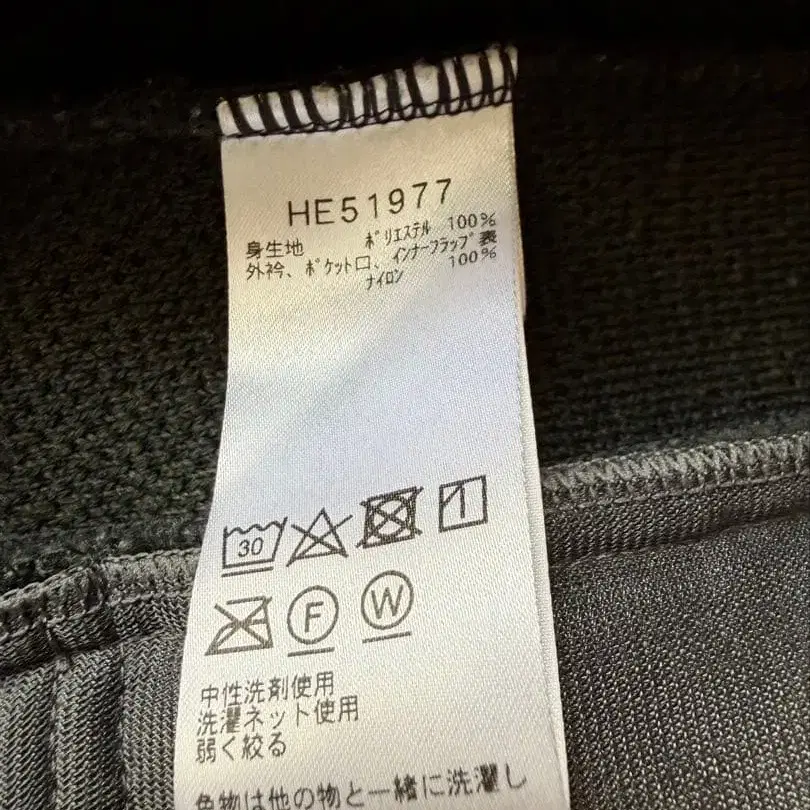 HE51977
身生地 ポリエステル 100%
外衿、ポケット口、インナーフラップ表
ナイロン 100%
30
F W
中性洗剤使用
洗濯ネット使用
弱く絞る
色物は他の物と一緒に洗濯し